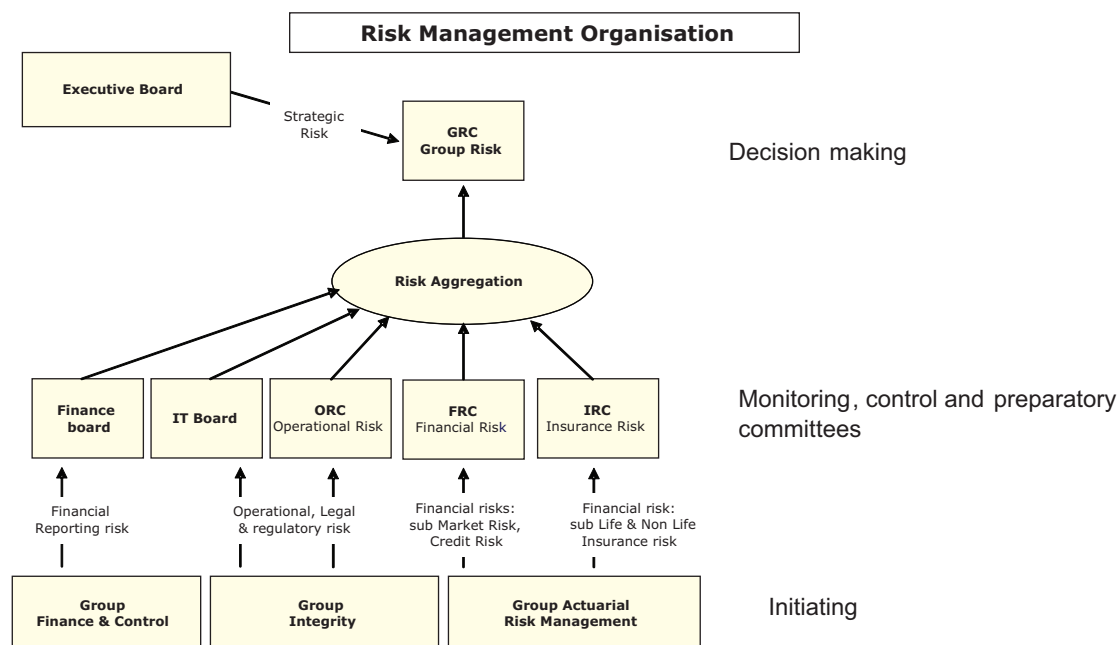 Risk Management Organisation
Executive Board
Strategic
Risk
GRC
Group Risk
Decision making
Risk Aggregation
Finance
board
IT Board
ORC
Operational Risk
FRC
Financial Risk
IRC
Insurance Risk
Monitoring, control and preparatory
committees
Financial
Reporting risk
Operational, Legal
& regulatory risk
Financial risks:
sub Market Risk,
Credit Risk
Financial risk:
sub Life & Non Life
Insurance risk
Group
Finance & Control
Group
Integrity
Group Actuarial
Risk Management
Initiating